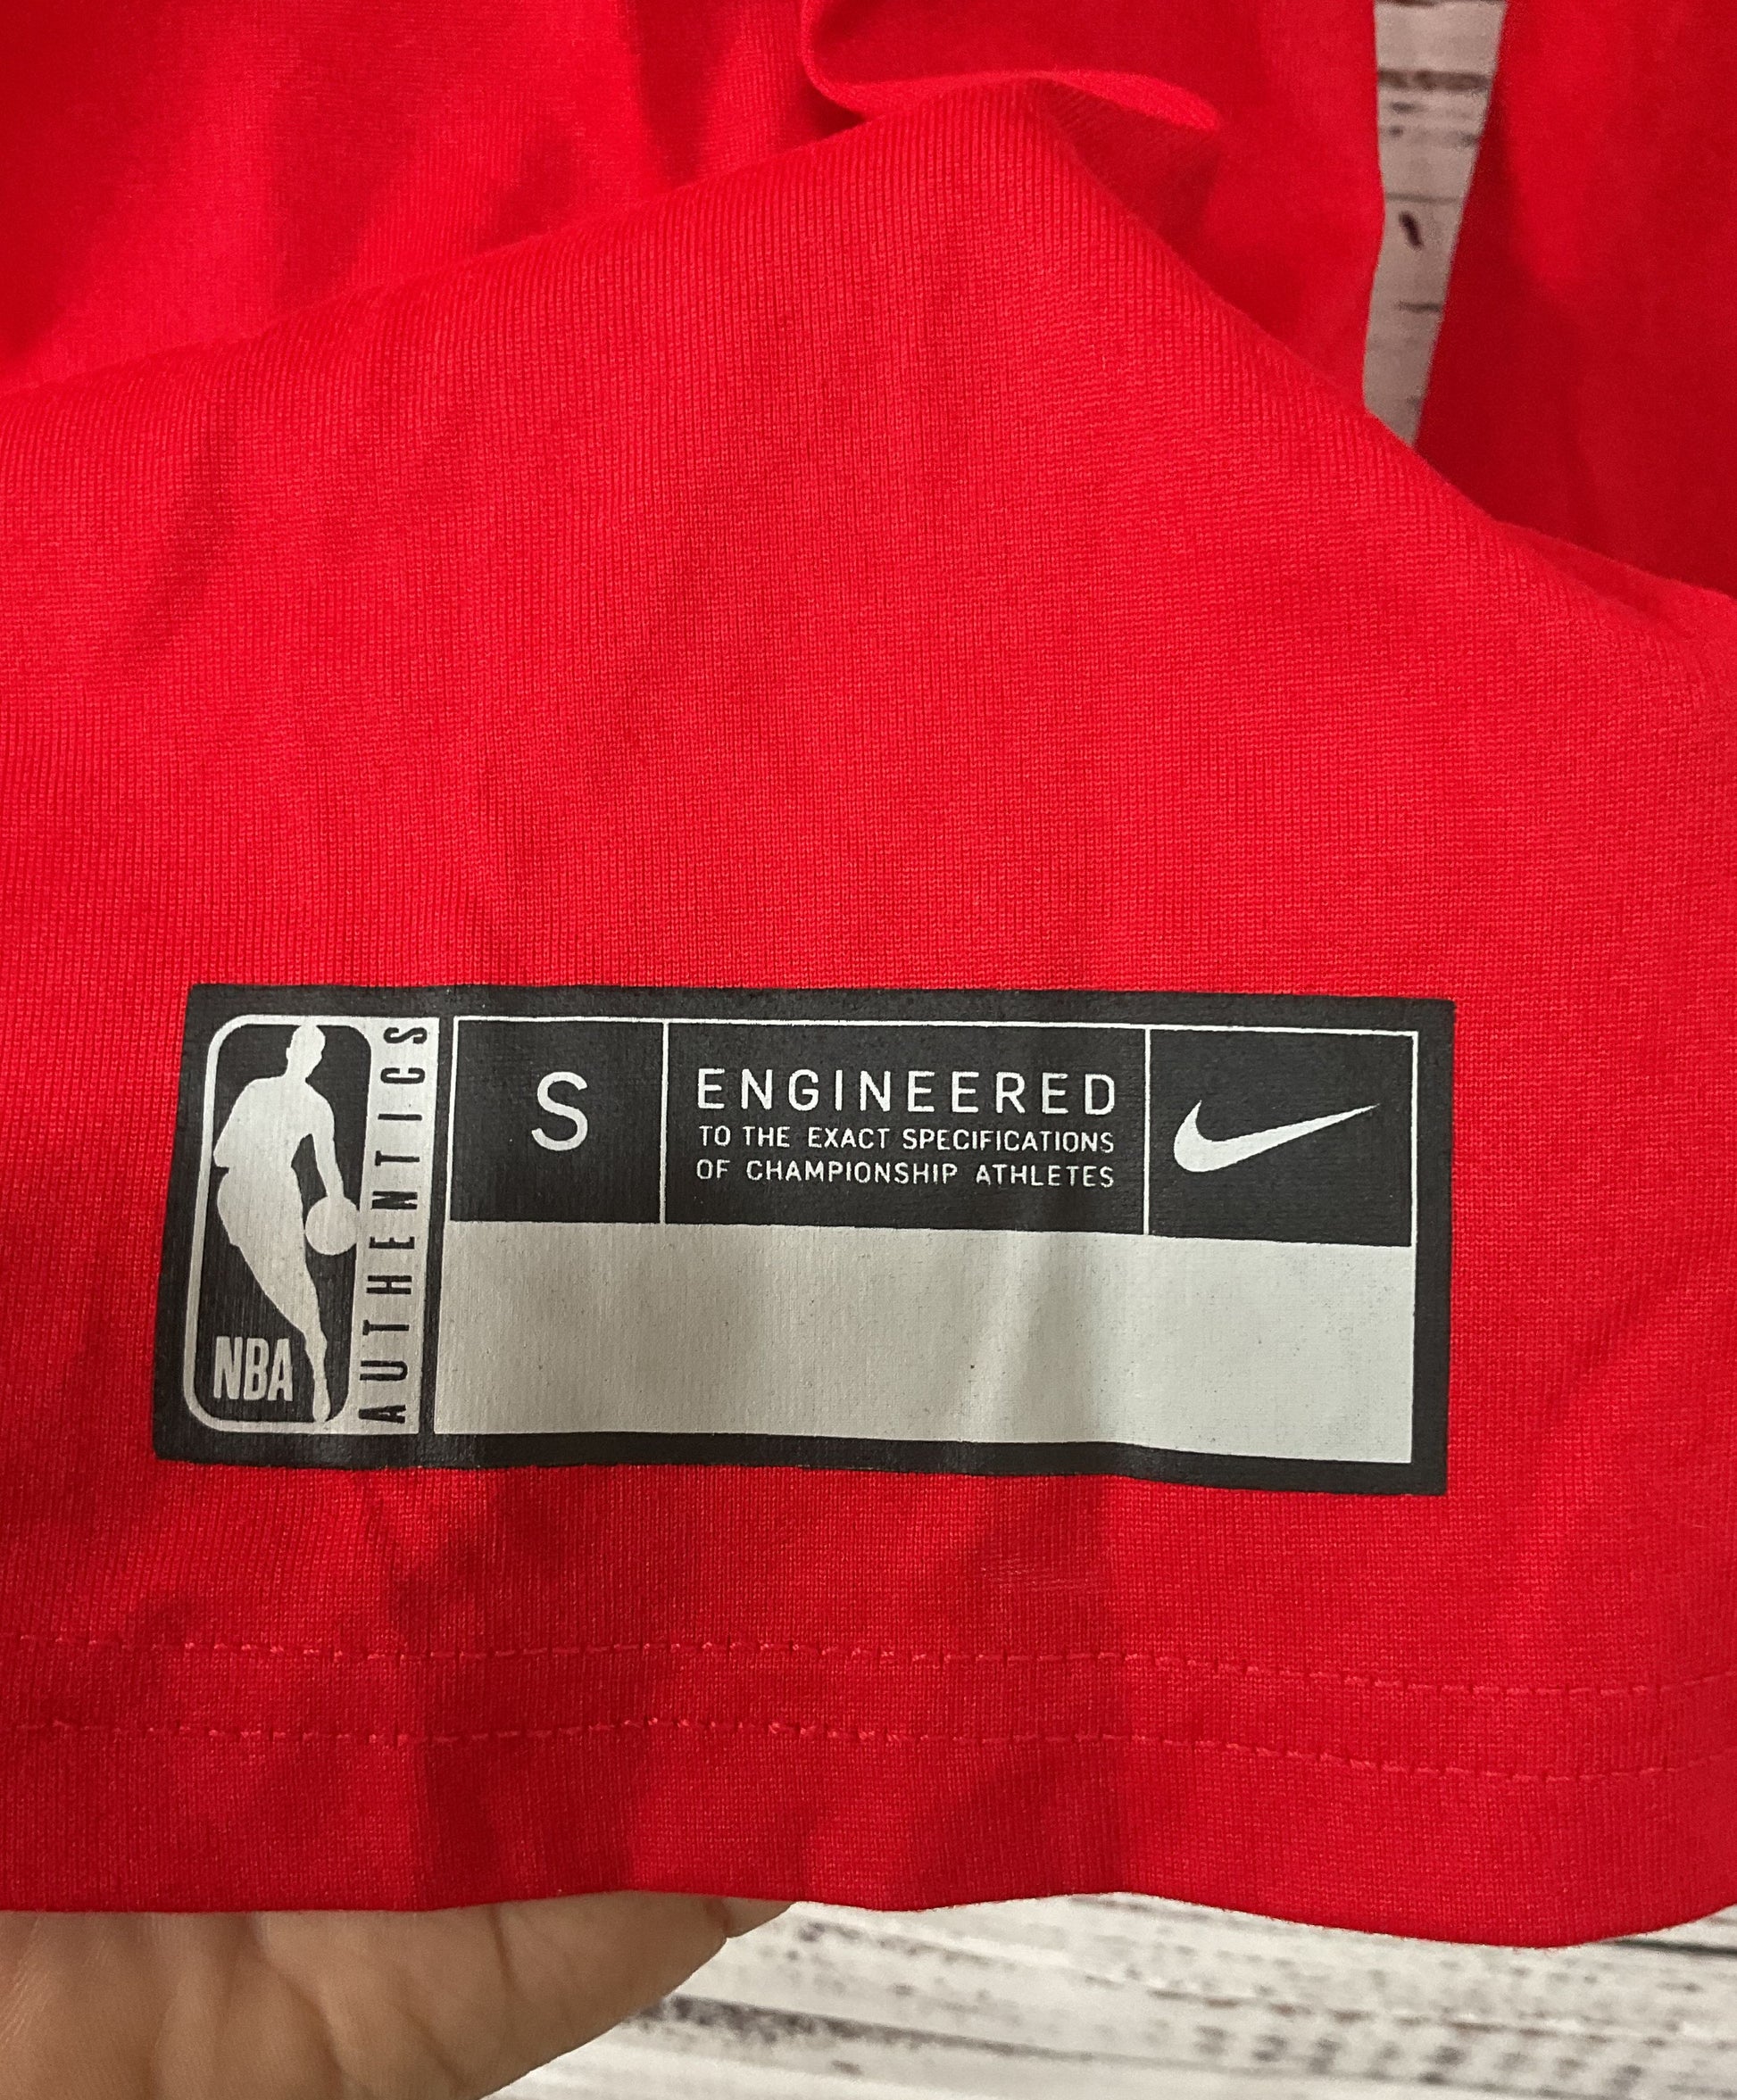 NBA
AUTHENTICS
S
ENGINEERED
TO THE EXACT SPECIFICATIONS
OF CHAMPIONSHIP ATHLETES